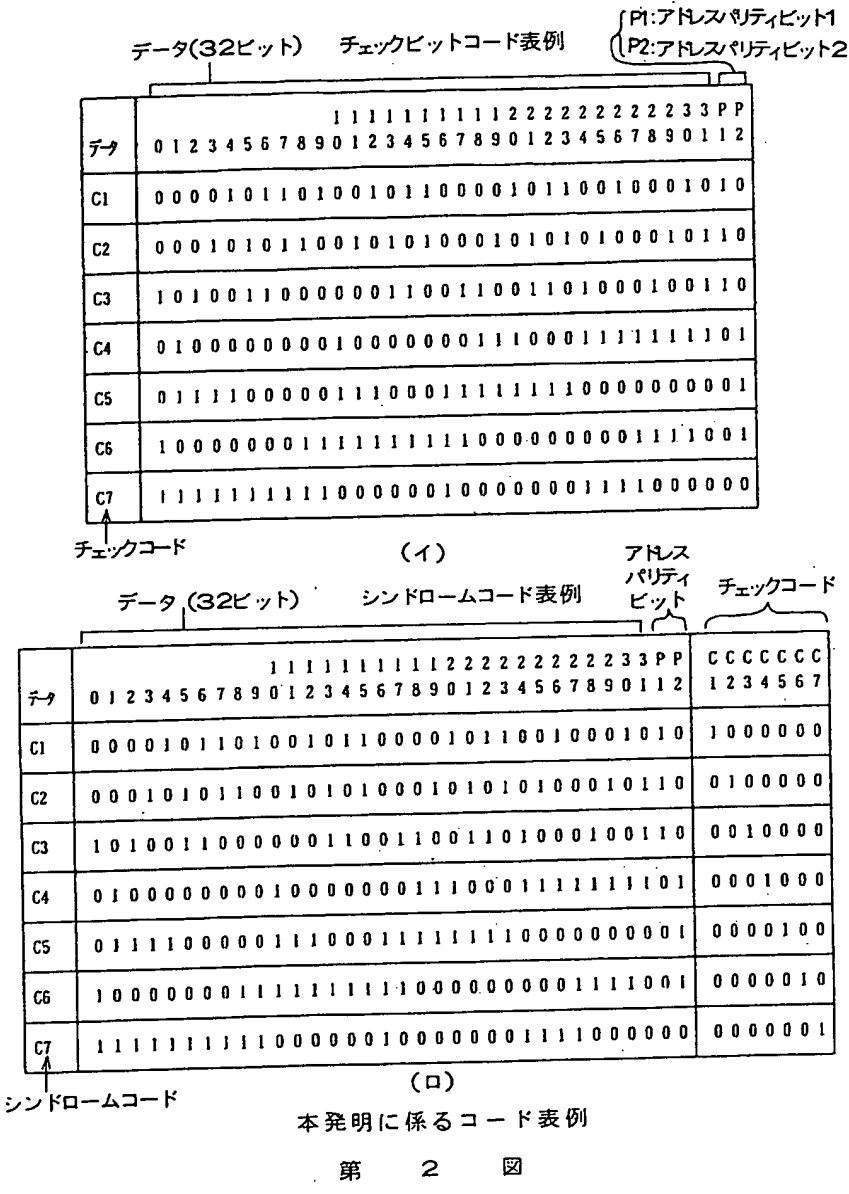 P1:アドレスパリティビット1
データ(32ビット) チェックビットコード表例 P2:アドレスパリティビット2
1 1 1 1 1 1 1 1 1 1 2 2 2 2 2 2 2 2 2 2 3 3 P P
データ 0 1 2 3 4 5 6 7 8 9 0 1 2 3 4 5 6 7 8 9 0 1 2 3 4 5 6 7 8 9 0 1 1 2
C1 0 0 0 0 1 0 1 1 0 1 0 0 1 0 1 1 0 0 0 0 1 0 1 1 0 0 1 0 0 0 1 0 1 0
C2 0 0 0 1 0 1 0 1 1 0 0 1 0 1 0 1 0 0 0 1 0 1 0 1 0 1 0 0 0 1 0 1 1 0
C3 1 0 1 0 0 1 1 0 0 0 0 0 0 1 1 0 0 1 1 0 0 1 1 0 1 0 0 0 1 0 0 1 1 0
C4 0 1 0 0 0 0 0 0 0 0 1 0 0 0 0 0 0 0 1 1 1 0 0 0 1 1 1 1 1 1 1 1 0 1
C5 0 1 1 1 1 0 0 0 0 0 1 1 1 0 0 0 1 1 1 1 1 1 1 1 0 0 0 0 0 0 0 0 0 1
C6 1 0 0 0 0 0 0 0 1 1 1 1 1 1 1 1 1 1 0 0 0 0 0 0 0 0 0 1 1 1 1 0 0 1
C7 1 1 1 1 1 1 1 1 1 1 0 0 0 0 0 0 1 0 0 0 0 0 0 0 1 1 1 1 0 0 0 0 0 0
チェックコード
(イ)
アドレス
パリティ
ビット
データ(32ビット) シンドロームコード表例 チェックコード
1 1 1 1 1 1 1 1 1 1 2 2 2 2 2 2 2 2 2 2 3 3 P P C C C C C C C
データ 0 1 2 3 4 5 6 7 8 9 0 1 2 3 4 5 6 7 8 9 0 1 2 3 4 5 6 7 8 9 0 1 1 2 1 2 3 4 5 6 7
C1 0 0 0 0 1 0 1 1 0 1 0 0 1 0 1 1 0 0 0 0 1 0 1 1 0 0 1 0 0 0 1 0 1 0 1 0 0 0 0 0 0
C2 0 0 0 1 0 1 0 1 1 0 0 1 0 1 0 1 0 0 0 1 0 1 0 1 0 1 0 0 0 1 0 1 1 0 0 1 0 0 0 0 0
C3 1 0 1 0 0 1 1 0 0 0 0 0 0 1 1 0 0 1 1 0 0 1 1 0 1 0 0 0 1 0 0 1 1 0 0 0 1 0 0 0 0
C4 0 1 0 0 0 0 0 0 0 0 1 0 0 0 0 0 0 0 1 1 1 0 0 0 1 1 1 1 1 1 1 1 0 1 0 0 0 1 0 0 0
C5 0 1 1 1 1 0 0 0 0 0 1 1 1 0 0 0 1 1 1 1 1 1 1 1 0 0 0 0 0 0 0 0 0 1 0 0 0 0 1 0 0
C6 1 0 0 0 0 0 0 0 1 1 1 1 1 1 1 1 1 1 0 0 0 0 0 0 0 0 0 1 1 1 1 0 0 1 0 0 0 0 0 1 0
C7 1 1 1 1 1 1 1 1 1 1 0 0 0 0 0 0 1 0 0 0 0 0 0 0 1 1 1 1 0 0 0 0 0 0 0 0 0 0 0 0 1
シンドロームコード
(ロ)
本発明に係るコード表例
第 2 図